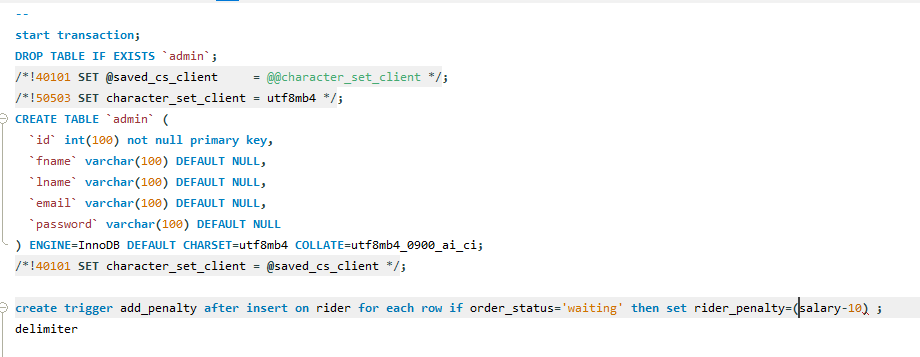 --
start transaction;
DROP TABLE IF EXISTS `admin`;
/*!40101 SET @saved_cs_client     = @@character_set_client */;
/*!50503 SET character_set_client = utf8mb4 */;
CREATE TABLE `admin` (
  `id` int(100) not null primary key,
  `fname` varchar(100) DEFAULT NULL,
  `lname` varchar(100) DEFAULT NULL,
  `email` varchar(100) DEFAULT NULL,
  `password` varchar(100) DEFAULT NULL
) ENGINE=InnoDB DEFAULT CHARSET=utf8mb4 COLLATE=utf8mb4_0900_ai_ci;
/*!40101 SET character_set_client = @saved_cs_client */;
create trigger add_penalty after insert on rider for each row if order_status='waiting' then set rider_penalty=(salary-10) ;
delimiter